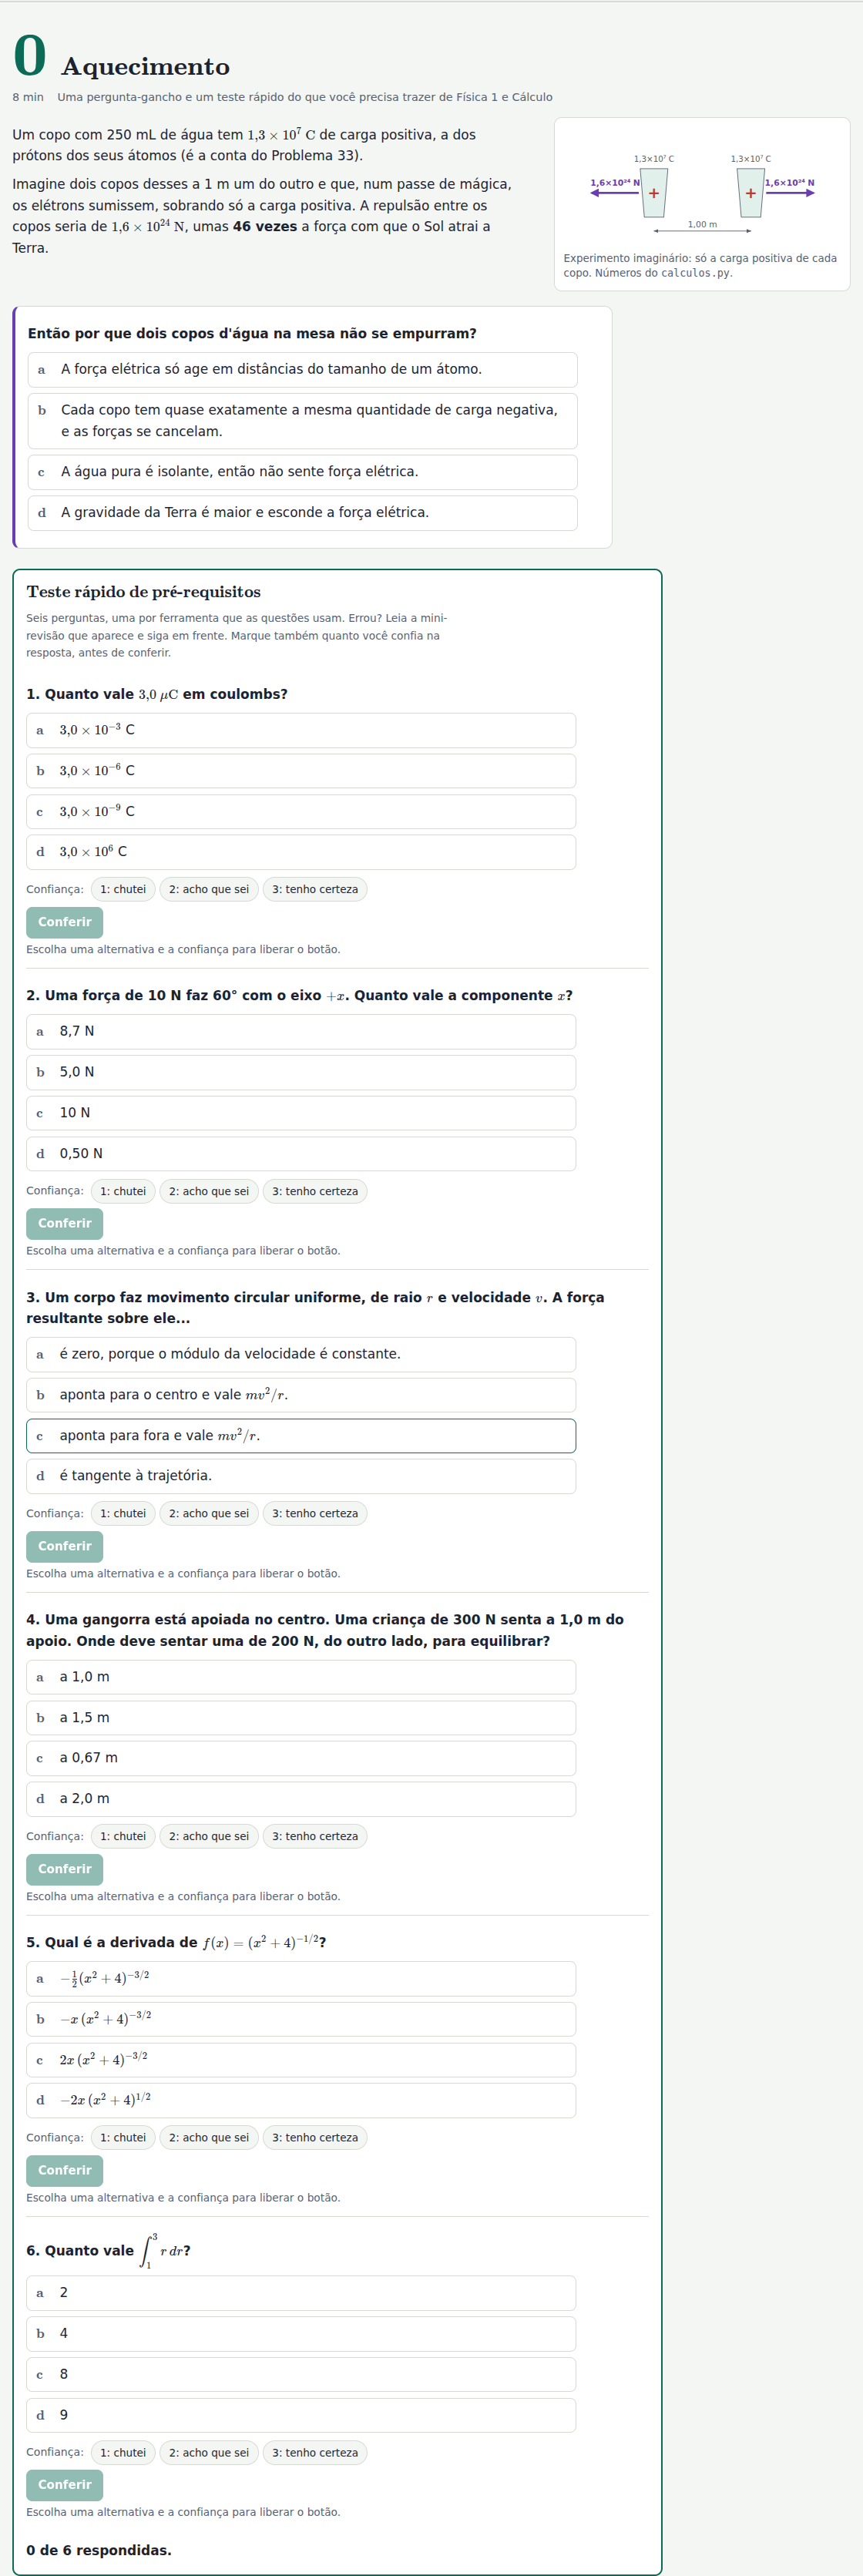 0 Aquecimento
8 min Uma pergunta-gancho e um teste rápido do que você precisa trazer de Física 1 e Cálculo
Um copo com 250 mL de água tem 1,3 × 10⁷ C de carga positiva, a dos
prótons dos seus átomos (é a conta do Problema 33).
Imagine dois copos desses a 1 m um do outro e que, num passe de mágica,
os elétrons sumissem, sobrando só a carga positiva. A repulsão entre os
copos seria de 1,6 × 10²⁴ N, umas 46 vezes a força com que o Sol atrai a
Terra.
1,3×10⁷ C 1,3×10⁷ C
1,6×10²⁴ N + + 1,6×10²⁴ N
1,00 m
Experimento imaginário: só a carga positiva de cada
copo. Números do calculos.py.
Então por que dois copos d'água na mesa não se empurram?
a A força elétrica só age em distâncias do tamanho de um átomo.
b Cada copo tem quase exatamente a mesma quantidade de carga negativa,
e as forças se cancelam.
c A água pura é isolante, então não sente força elétrica.
d A gravidade da Terra é maior e esconde a força elétrica.
Teste rápido de pré-requisitos
Seis perguntas, uma por ferramenta que as questões usam. Errou? Leia a mini-
revisão que aparece e siga em frente. Marque também quanto você confia na
resposta, antes de conferir.
1. Quanto vale 3,0 μC em coulombs?
a 3,0 × 10⁻³ C
b 3,0 × 10⁻⁶ C
c 3,0 × 10⁻⁹ C
d 3,0 × 10⁶ C
Confiança: 1: chutei 2: acho que sei 3: tenho certeza
Conferir
Escolha uma alternativa e a confiança para liberar o botão.
2. Uma força de 10 N faz 60° com o eixo +x. Quanto vale a componente x?
a 8,7 N
b 5,0 N
c 10 N
d 0,50 N
Confiança: 1: chutei 2: acho que sei 3: tenho certeza
Conferir
Escolha uma alternativa e a confiança para liberar o botão.
3. Um corpo faz movimento circular uniforme, de raio r e velocidade v. A força
resultante sobre ele...
a é zero, porque o módulo da velocidade é constante.
b aponta para o centro e vale mv²/r.
c aponta para fora e vale mv²/r.
d é tangente à trajetória.
Confiança: 1: chutei 2: acho que sei 3: tenho certeza
Conferir
Escolha uma alternativa e a confiança para liberar o botão.
4. Uma gangorra está apoiada no centro. Uma criança de 300 N senta a 1,0 m do
apoio. Onde deve sentar uma de 200 N, do outro lado, para equilibrar?
a a 1,0 m
b a 1,5 m
c a 0,67 m
d a 2,0 m
Confiança: 1: chutei 2: acho que sei 3: tenho certeza
Conferir
Escolha uma alternativa e a confiança para liberar o botão.
5. Qual é a derivada de f(x) = (x² + 4)^{−1/2}?
a −½(x² + 4)^{−3/2}
b −x (x² + 4)^{−3/2}
c 2x (x² + 4)^{−3/2}
d −2x (x² + 4)^{1/2}
Confiança: 1: chutei 2: acho que sei 3: tenho certeza
Conferir
Escolha uma alternativa e a confiança para liberar o botão.
6. Quanto vale ∫₁³ r dr?
a 2
b 4
c 8
d 9
Confiança: 1: chutei 2: acho que sei 3: tenho certeza
Conferir
Escolha uma alternativa e a confiança para liberar o botão.
0 de 6 respondidas.